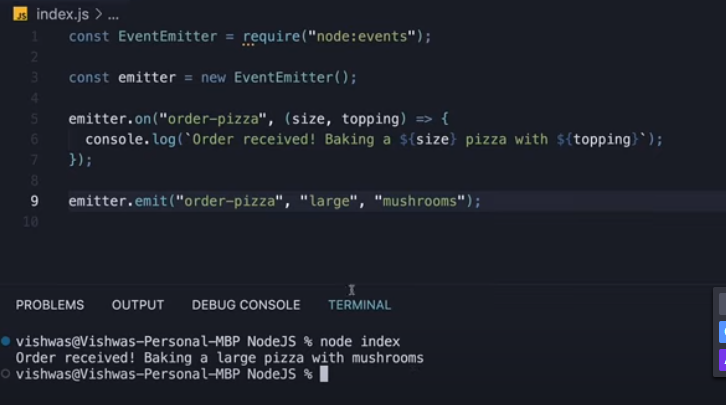 JS index.js > ...
1 const EventEmitter = require("node:events");
2
3 const emitter = new EventEmitter();
4
5 emitter.on("order-pizza", (size, topping) => {
6 console.log(`Order received! Baking a ${size} pizza with ${topping}`);
7 });
8
9 emitter.emit("order-pizza", "large", "mushrooms");
10
PROBLEMS OUTPUT DEBUG CONSOLE TERMINAL
vishwas@Vishwas-Personal-MBP NodeJS % node index
Order received! Baking a large pizza with mushrooms
vishwas@Vishwas-Personal-MBP NodeJS %